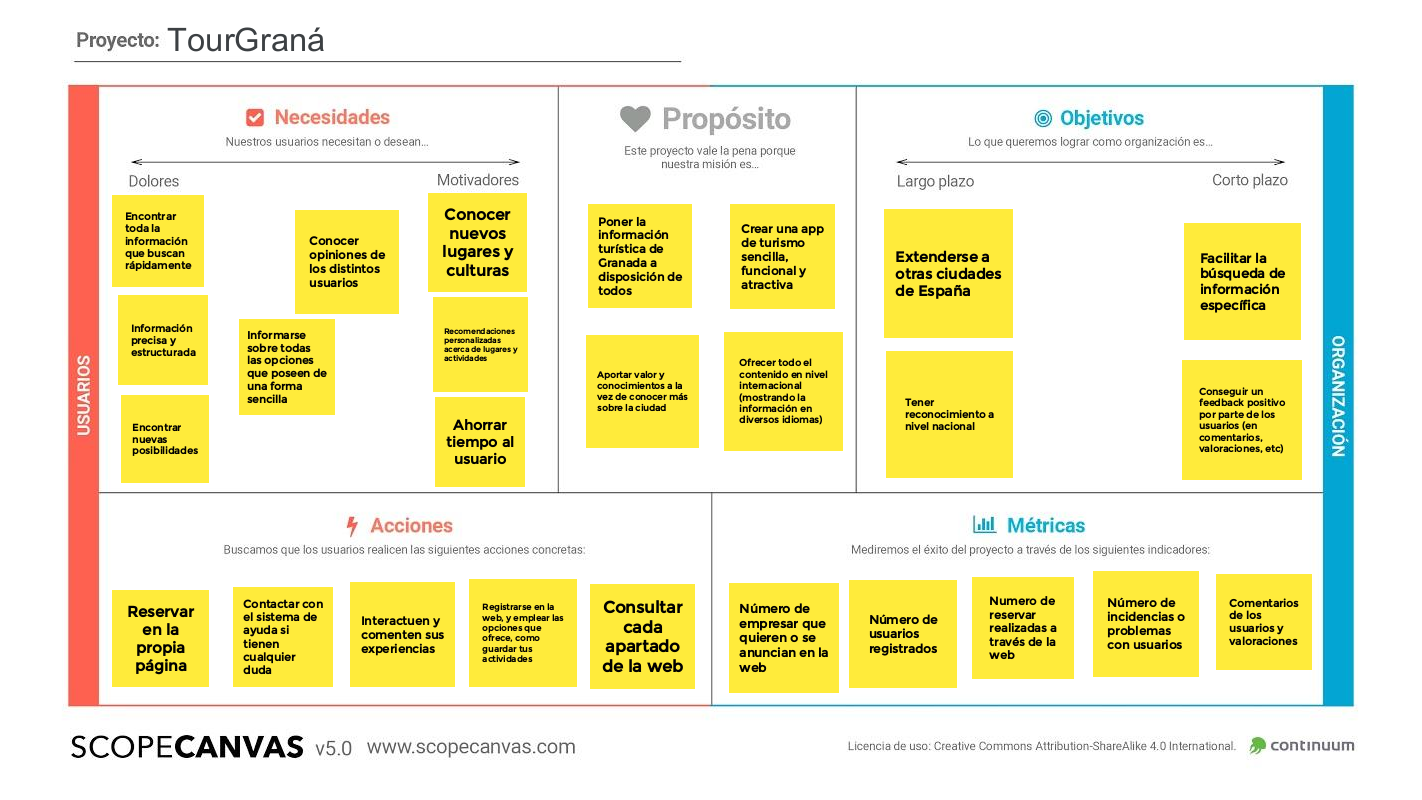 Proyecto: TourGraná
USUARIOS
Necesidades
Nuestros usuarios necesitan o desean...
Dolores
Motivadores
Encontrar
toda la
información
que buscan
rápidamente
Información
precisa y
estructurada
Encontrar
nuevas
posibilidades
Conocer
opiniones de
los distintos
usuarios
Informarse
sobre todas
las opciones
que poseen de
una forma
sencilla
Conocer
nuevos
lugares y
culturas
Recomendaciones
personalizadas
acerca de lugares y
actividades
Ahorrar
tiempo al
usuario
Propósito
Este proyecto vale la pena porque
nuestra misión es...
Poner la
información
turística de
Granada a
disposición de
todos
Crear una app
de turismo
sencilla,
funcional y
atractiva
Aportar valor y
conocimientos a la
vez de conocer más
sobre la ciudad
Ofrecer todo el
contenido en nivel
internacional
(mostrando la
información en
diversos idiomas)
Objetivos
Lo que queremos lograr como organización es...
Largo plazo
Corto plazo
Extenderse a
otras ciudades
de España
Tener
reconocimiento a
nivel nacional
Facilitar la
búsqueda de
información
específica
Conseguir un
feedback positivo
por parte de los
usuarios (en
comentarios,
valoraciones, etc)
ORGANIZACIÓN
Acciones
Buscamos que los usuarios realicen las siguientes acciones concretas:
Reservar
en la
propia
página
Contactar con
el sistema de
ayuda si
tienen
cualquier
duda
Interactuen y
comenten sus
experiencias
Registrarse en la
web, y emplear las
opciones que
ofrece, como
guardar tus
actividades
Consultar
cada
apartado
de la web
Métricas
Mediremos el éxito del proyecto a través de los siguientes indicadores:
Número de
empresar que
quieren o se
anuncian en la
web
Número de
usuarios
registrados
Numero de
reservar
realizadas a
través de la
web
Número de
incidencias o
problemas
con usuarios
Comentarios
de los
usuarios y
valoraciones
SCOPECANVAS v5.0 www.scopecanvas.com
Licencia de uso: Creative Commons Attribution-ShareAlike 4.0 International.
continuum